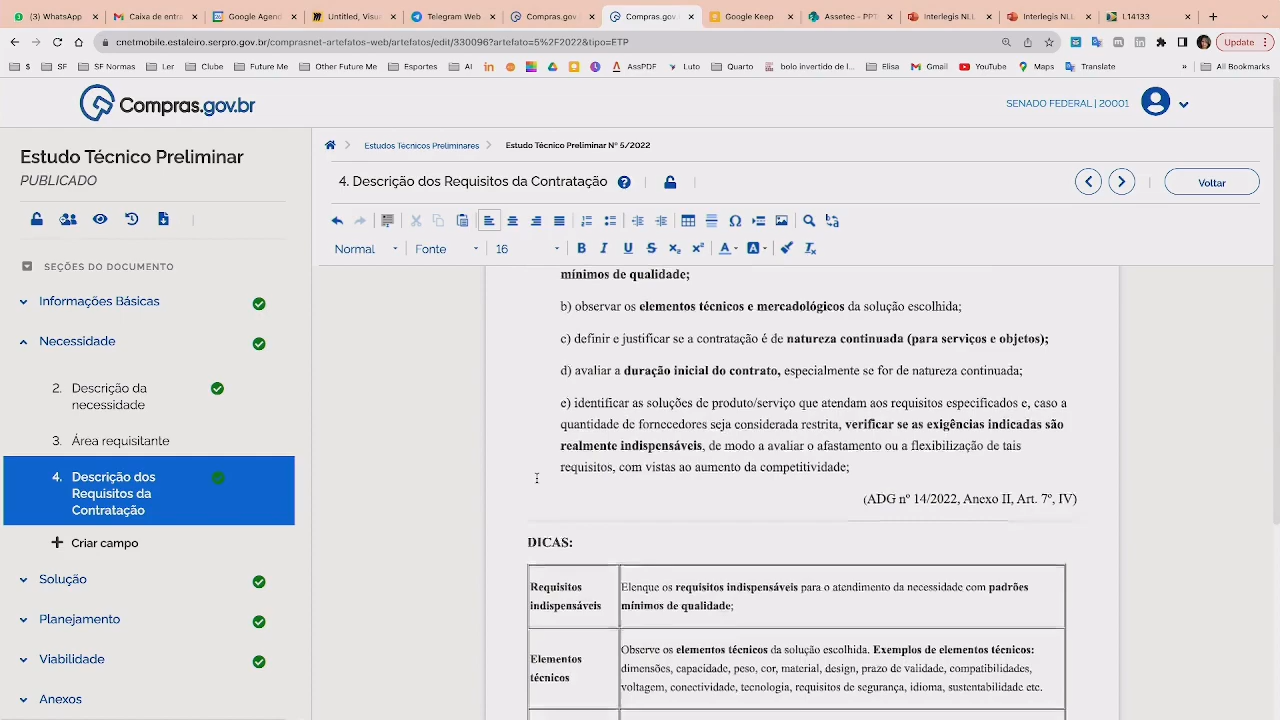 (1) WhatsApp
Caixa de entra
Google Agend
Untitled, Visu
Telegram Web
Compras.gov
Compras.gov
Google Keep
Assetec - PPT
Interlegis NLL
Interlegis NLL
L14133
cnetmobile.estaleiro.serpro.gov.br/comprasnet-artefatos-web/artefatos/edit/330096?artefato=5%2F2022&tipo=ETP
Update
$ SF SF Normas Ler Clube Future Me Other Future Me Esportes AI AssPDF Luto Quarto bolo invertido de l... Elisa Gmail YouTube Maps Translate » All Bookmarks
Compras.gov.br
SENADO FEDERAL | 20001
Estudo Técnico Preliminar
PUBLICADO
SEÇÕES DO DOCUMENTO
Informações Básicas
Necessidade
2. Descrição da
necessidade
3. Área requisitante
4. Descrição dos
Requisitos da
Contratação
+ Criar campo
Solução
Planejamento
Viabilidade
Anexos
Estudos Técnicos Preliminares
Estudo Técnico Preliminar Nº 5/2022
4. Descrição dos Requisitos da Contratação
Voltar
Normal Fonte 16
mínimos de qualidade;
b) observar os elementos técnicos e mercadológicos da solução escolhida;
c) definir e justificar se a contratação é de natureza continuada (para serviços e objetos);
d) avaliar a duração inicial do contrato, especialmente se for de natureza continuada;
e) identificar as soluções de produto/serviço que atendam aos requisitos especificados e, caso a
quantidade de fornecedores seja considerada restrita, verificar se as exigências indicadas são
realmente indispensáveis, de modo a avaliar o afastamento ou a flexibilização de tais
requisitos, com vistas ao aumento da competitividade;
(ADG nº 14/2022, Anexo II, Art. 7º, IV)
DICAS:
Requisitos
indispensáveis
Elenque os requisitos indispensáveis para o atendimento da necessidade com padrões
mínimos de qualidade;
Elementos
técnicos
Observe os elementos técnicos da solução escolhida. Exemplos de elementos técnicos:
dimensões, capacidade, peso, cor, material, design, prazo de validade, compatibilidades,
voltagem, conectividade, tecnologia, requisitos de segurança, idioma, sustentabilidade etc.